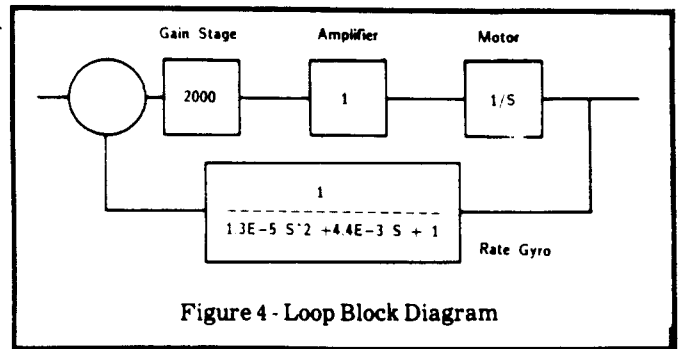 Gain Stage Amplifier Motor
2000 1 1/S
1
1.3E-5 S^2 +4.4E-3 S + 1
Rate Gyro
Figure 4 - Loop Block Diagram